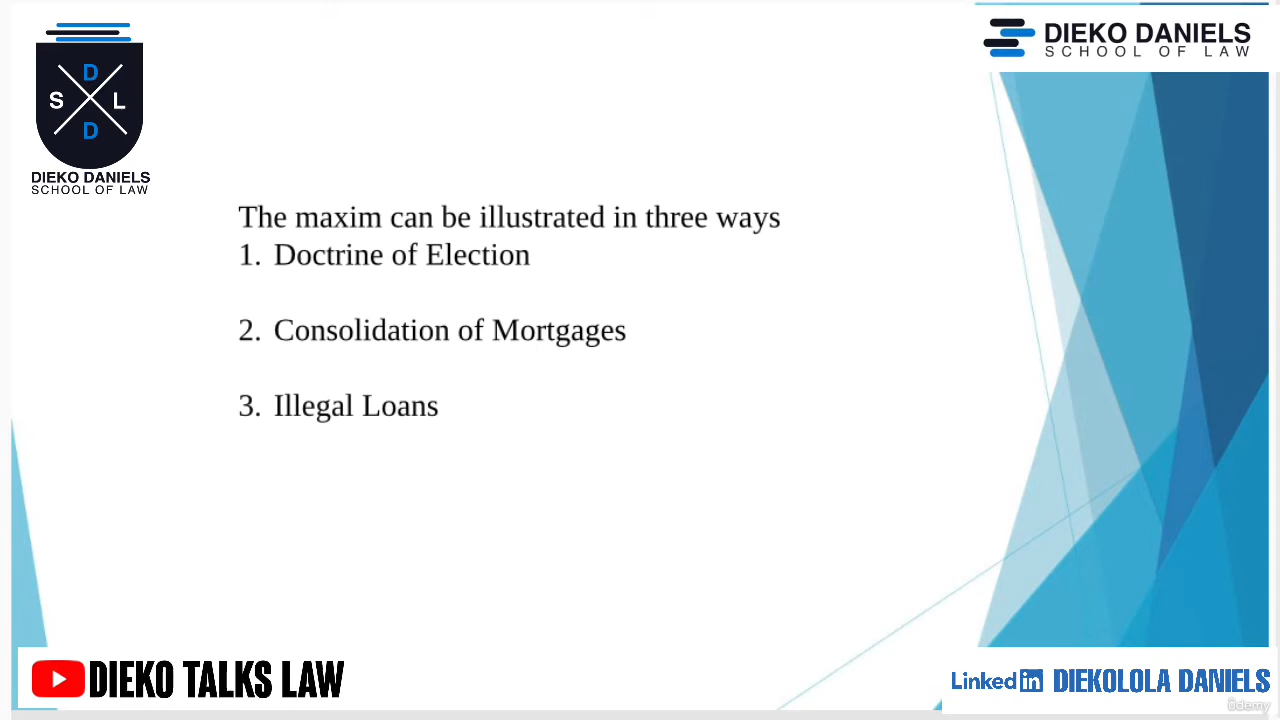 D
S L
D
DIEKO DANIELS
SCHOOL OF LAW
DIEKO DANIELS
SCHOOL OF LAW
The maxim can be illustrated in three ways
1. Doctrine of Election
2. Consolidation of Mortgages
3. Illegal Loans
DIEKO TALKS LAW
Linked in DIEKOLOLA DANIELS
ûdemy